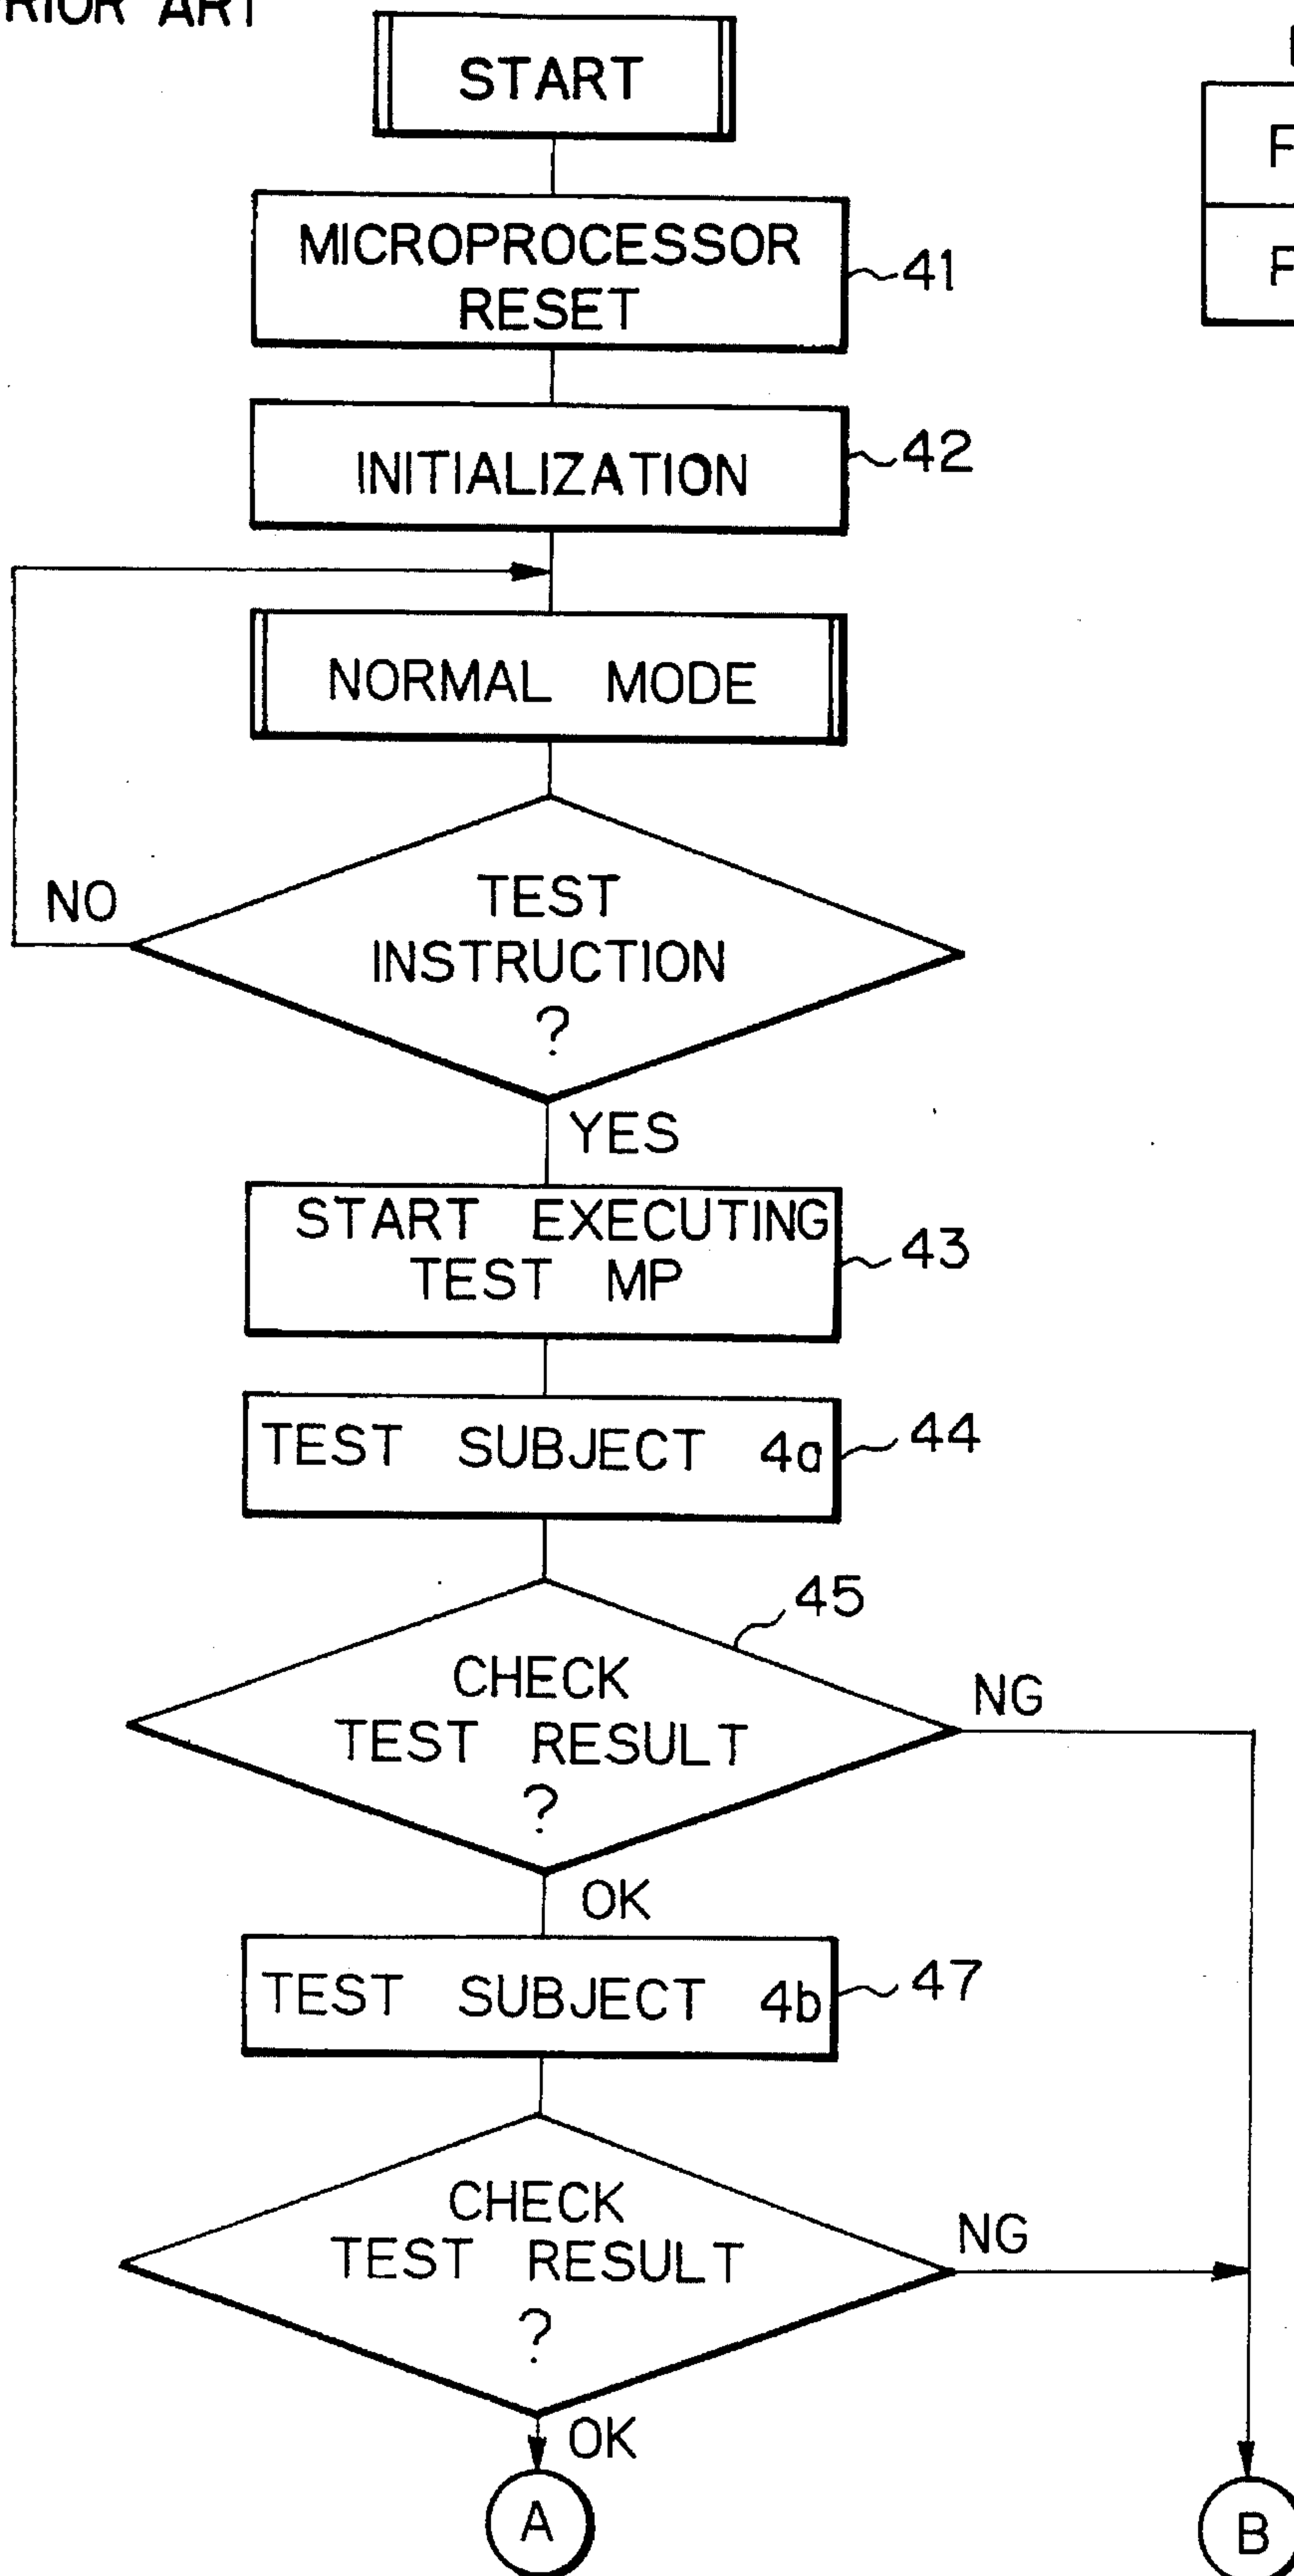 ART
START
MICROPROCESSOR
RESET
41
INITIALIZATION
42
NORMAL MODE
NO
TEST
INSTRUCTION
?
YES
START EXECUTING
TEST MP
43
TEST SUBJECT 4a
44
45
CHECK
TEST RESULT
?
NG
OK
TEST SUBJECT 4b
47
CHECK
TEST RESULT
?
NG
OK
A
B